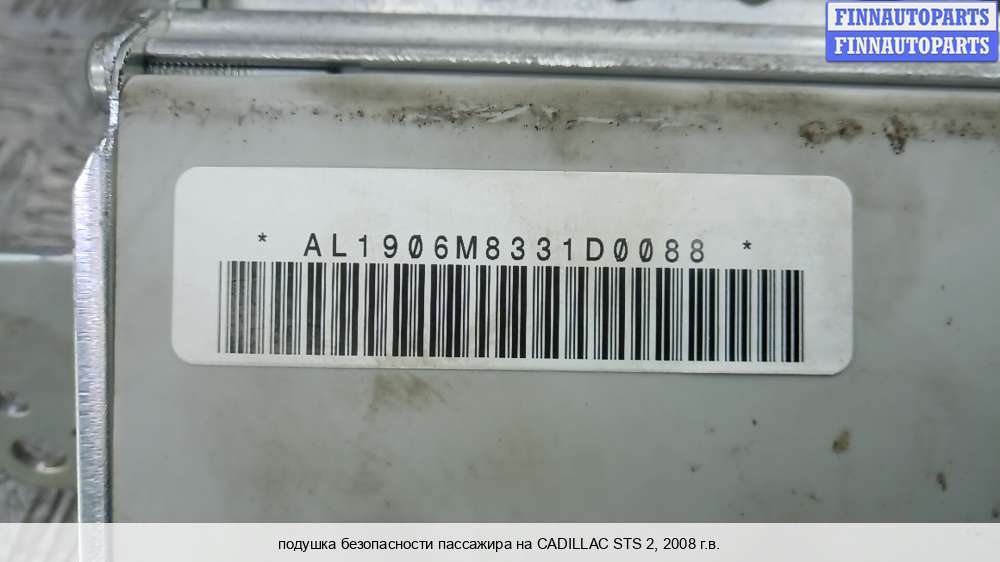 FINNAUTOPARTS
FINNAUTOPARTS
* AL1906M8331D0088 *
подушка безопасности пассажира на CADILLAC STS 2, 2008 г.в.